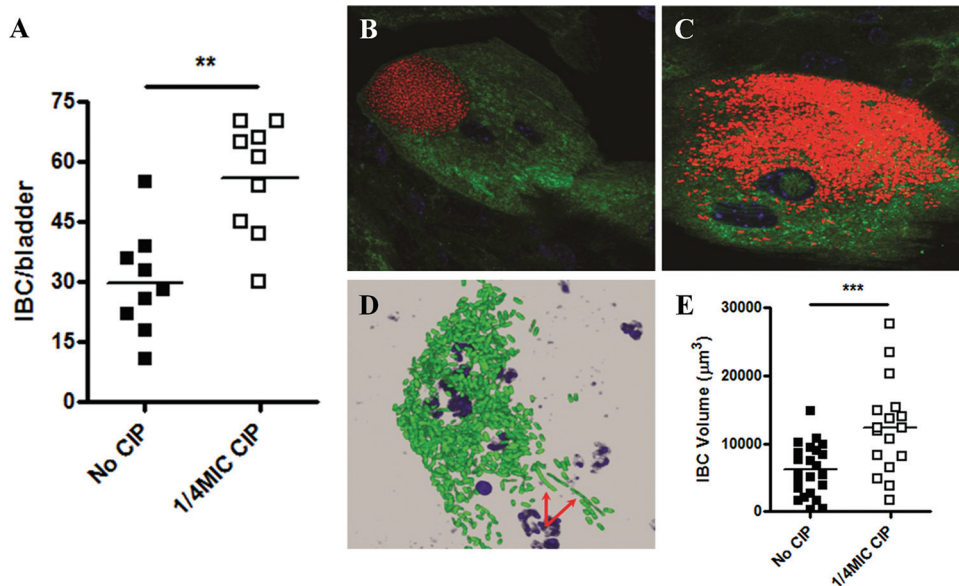 A
**
75
60
45
30
15
0
IBC/bladder
No CIP
1/4MIC CIP
B
C
D
E
***
30000
20000
10000
0
IBC Volume (µm³)
No CIP
1/4MIC CIP